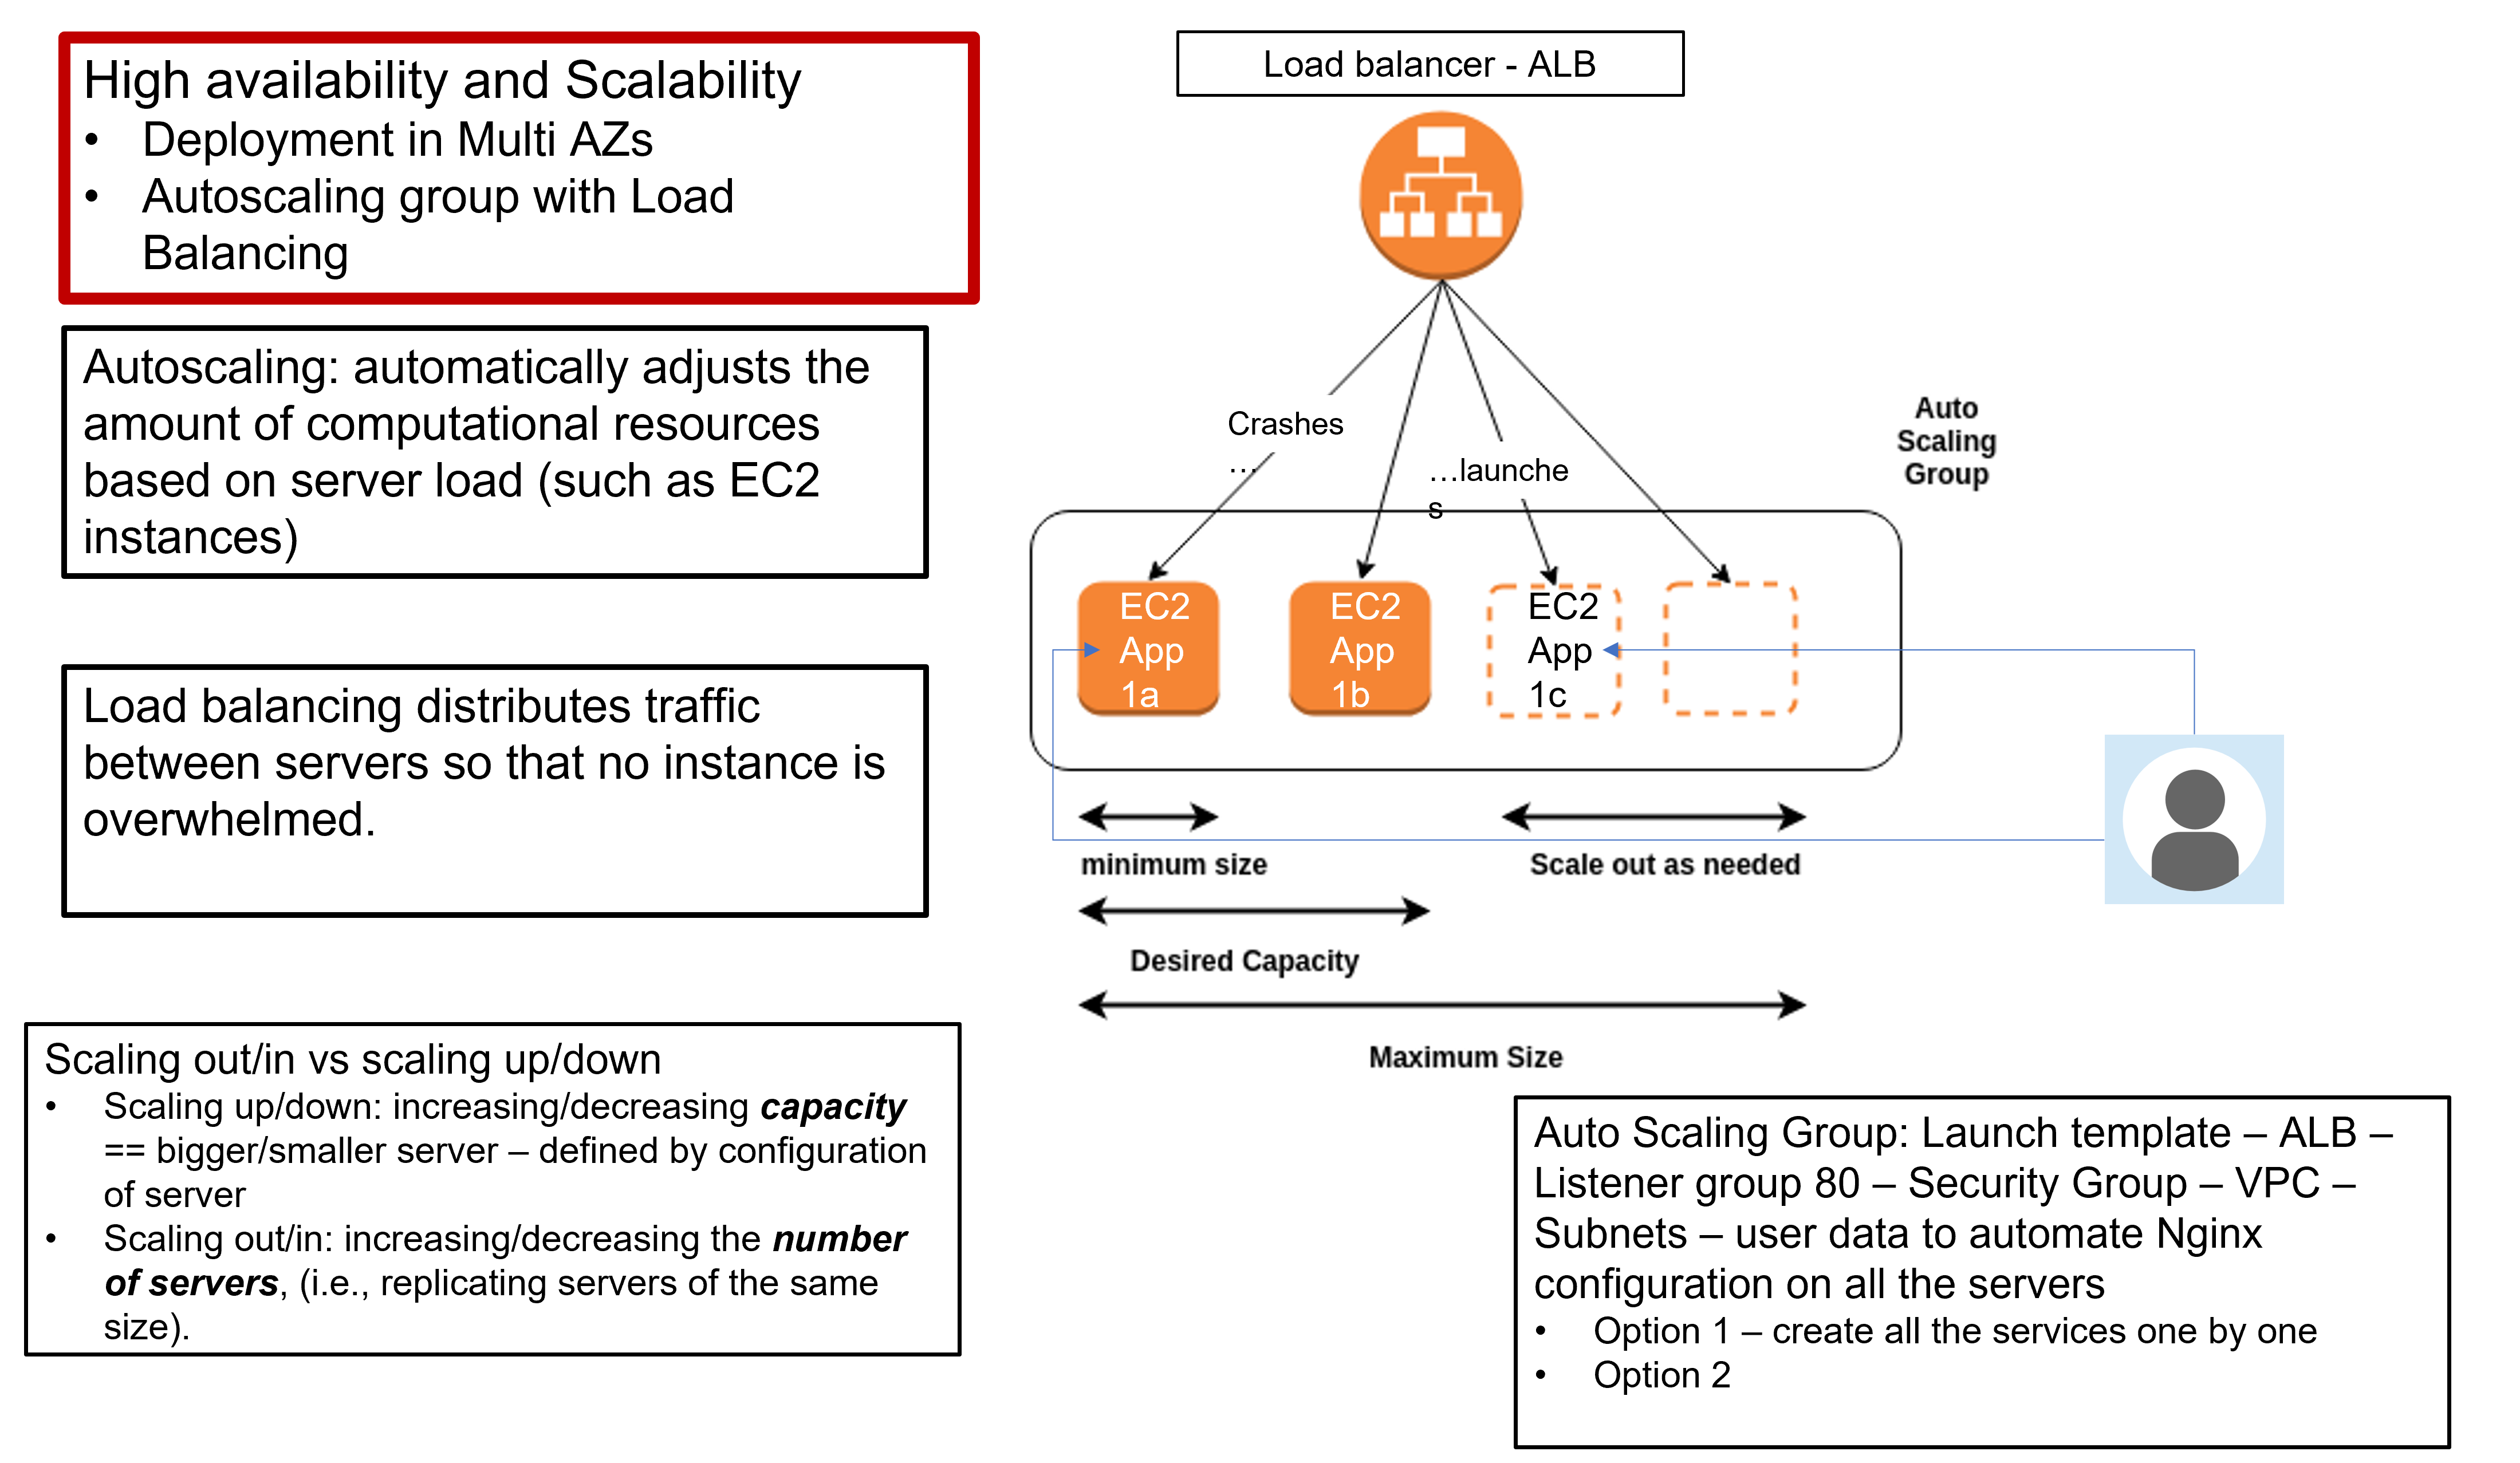 High availability and Scalability
• Deployment in Multi AZs
• Autoscaling group with Load
Balancing
Autoscaling: automatically adjusts the
amount of computational resources
based on server load (such as EC2
instances)
Load balancing distributes traffic
between servers so that no instance is
overwhelmed.
Scaling out/in vs scaling up/down
• Scaling up/down: increasing/decreasing capacity
== bigger/smaller server – defined by configuration
of server
• Scaling out/in: increasing/decreasing the number
of servers, (i.e., replicating servers of the same
size).
Load balancer - ALB
Crashes
…
…launche
s
Auto
Scaling
Group
EC2
App
1a
EC2
App
1b
EC2
App
1c
minimum size
Scale out as needed
Desired Capacity
Maximum Size
Auto Scaling Group: Launch template – ALB –
Listener group 80 – Security Group – VPC –
Subnets – user data to automate Nginx
configuration on all the servers
• Option 1 – create all the services one by one
• Option 2